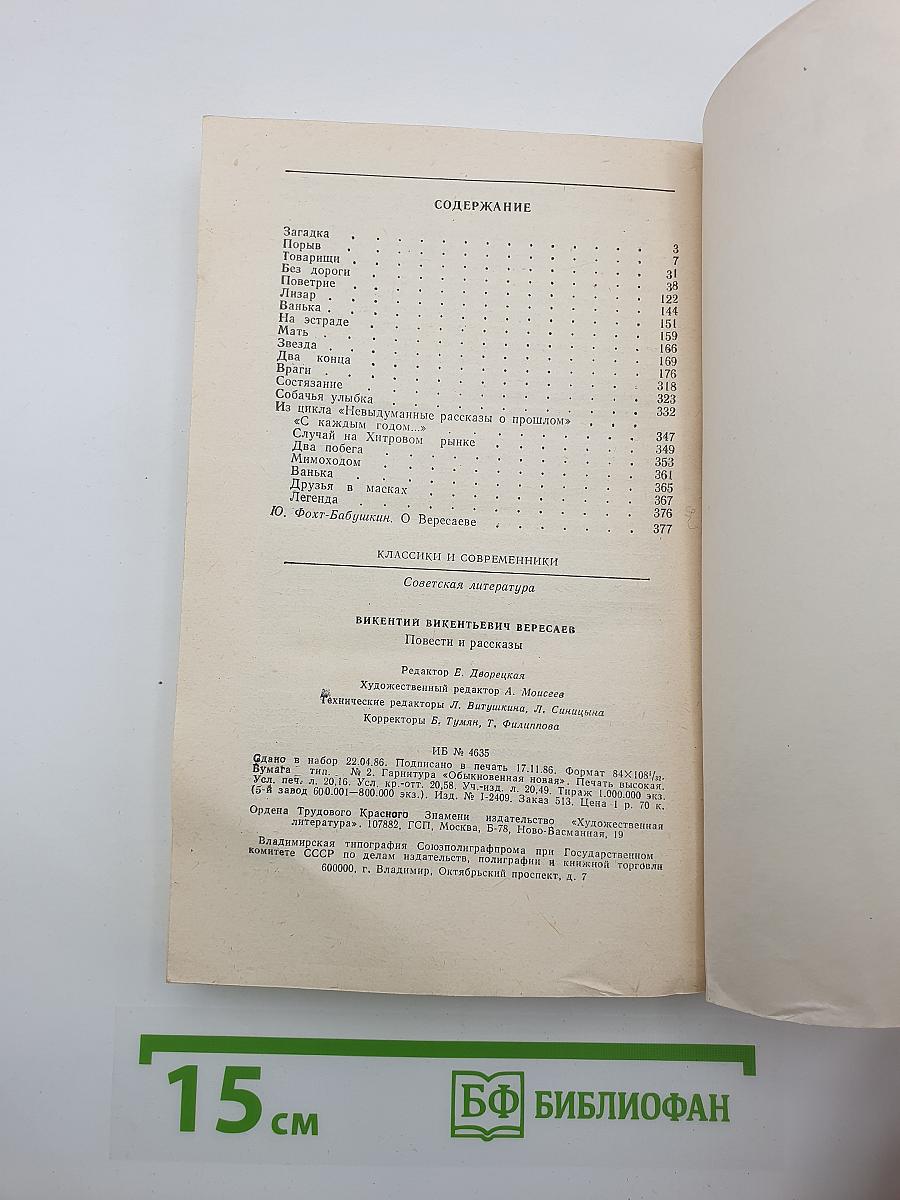 СОДЕРЖАНИЕ
Загадка . . . . . . . . . . . . . . 3
Порыв . . . . . . . . . . . . . . 7
Товарищи . . . . . . . . . . . . . . 31
Без дороги . . . . . . . . . . . . . . 38
Поветрие . . . . . . . . . . . . . . 122
Лизар . . . . . . . . . . . . . . 144
Ванька . . . . . . . . . . . . . . 151
На эстраде . . . . . . . . . . . . . . 159
Мать . . . . . . . . . . . . . . 166
Звезда . . . . . . . . . . . . . . 169
Два конца . . . . . . . . . . . . . . 176
Враги . . . . . . . . . . . . . . 318
Состязание . . . . . . . . . . . . . . 323
Собачья улыбка . . . . . . . . . . . . . 332
Из цикла «Невыдуманные рассказы о прошлом» . . .
«С каждым годом...» . . . . . . . . . 347
Случай на Хитровом рынке . . . . . . . 349
Два побега . . . . . . . . . . . . 353
Мимоходом . . . . . . . . . . . . 361
Ванька . . . . . . . . . . . . 365
Друзья в масках . . . . . . . . . . 367
Легенда . . . . . . . . . . . . 376
Ю. Фохт-Бабушкин. О Вересаеве . . . . . . 377
КЛАССИКИ И СОВРЕМЕННИКИ
Советская литература
ВИКЕНТИЙ ВИКЕНТЬЕВИЧ ВЕРЕСАЕВ
Повести и рассказы
Редактор Е. Дворецкая
Художественный редактор А. Моисеев
Технические редакторы Л. Витушкина, Л. Синицына
Корректоры Б. Тумян, Т. Филиппова
ИБ № 4635
Сдано в набор 22.04.86. Подписано в печать 17.11.86. Формат 84×108¹/₃₂.
Бумага тип. № 2. Гарнитура «Обыкновенная новая». Печать высокая.
Усл. печ. л. 20,16. Усл. кр.-отт. 20,58. Уч.-изд. л. 20,49. Тираж 1.000.000 экз.
(5-й завод 600.001—800.000 экз.). Изд. № I-2409. Заказ 513. Цена 1 р. 70 к.
Ордена Трудового Красного Знамени издательство «Художественная
литература». 107882, ГСП, Москва, Б-78, Ново-Басманная, 19
Владимирская типография Союзполиграфпрома при Государственном
комитете СССР по делам издательств, полиграфии и книжной торговли
600000, г. Владимир, Октябрьский проспект, д. 7
15 см
БФ БИБЛИОФАН